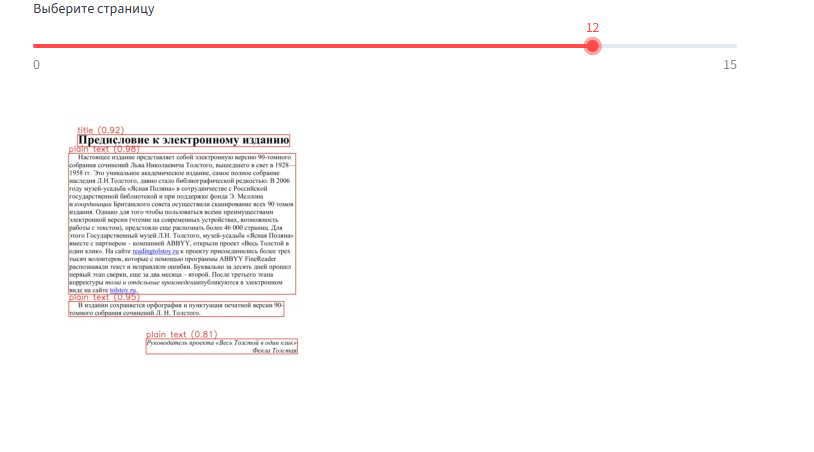 Выберите страницу
12
0
15
title (0.92)
Предисловие к электронному изданию
plain text (0.98)
Настоящее издание представляет собой электронную версию 90-томного
собрания сочинений Льва Николаевича Толстого, вышедшего в свет в 1928—
1958 гг. Это уникальное академическое издание, самое полное собрание
наследия Л.Н.Толстого, давно стало библиографической редкостью. В 2006
году музей-усадьба «Ясная Поляна» в сотрудничестве с Российской
государственной библиотекой и при поддержке фонда Э. Меллона
и координации Британского совета осуществили сканирование всех 90 томов
издания. Однако для того чтобы пользоваться всеми преимуществами
электронной версии (чтение на современных устройствах, возможность
работы с текстом), предстояло еще распознать более 46 000 страниц. Для
этого Государственный музей Л.Н. Толстого, музей-усадьба «Ясная Поляна»
вместе с партнером – компанией ABBYY, открыли проект «Весь Толстой в
один клик». На сайте readingtolstoy.ru к проекту присоединились более трех
тысяч волонтеров, которые с помощью программы ABBYY FineReader
распознавали текст и исправляли ошибки. Буквально за десять дней прошел
первый этап сверки, еще за два месяца – второй. После третьего этапа
корректуры тома и отдельные произведения публикуются в электронном
виде на сайте tolstoy.ru.
plain text (0.95)
В издании сохраняется орфография и пунктуация печатной версии 90-
томного собрания сочинений Л. Н. Толстого.
plain text (0.81)
Руководитель проекта «Весь Толстой в один клик»
Фекла Толстая